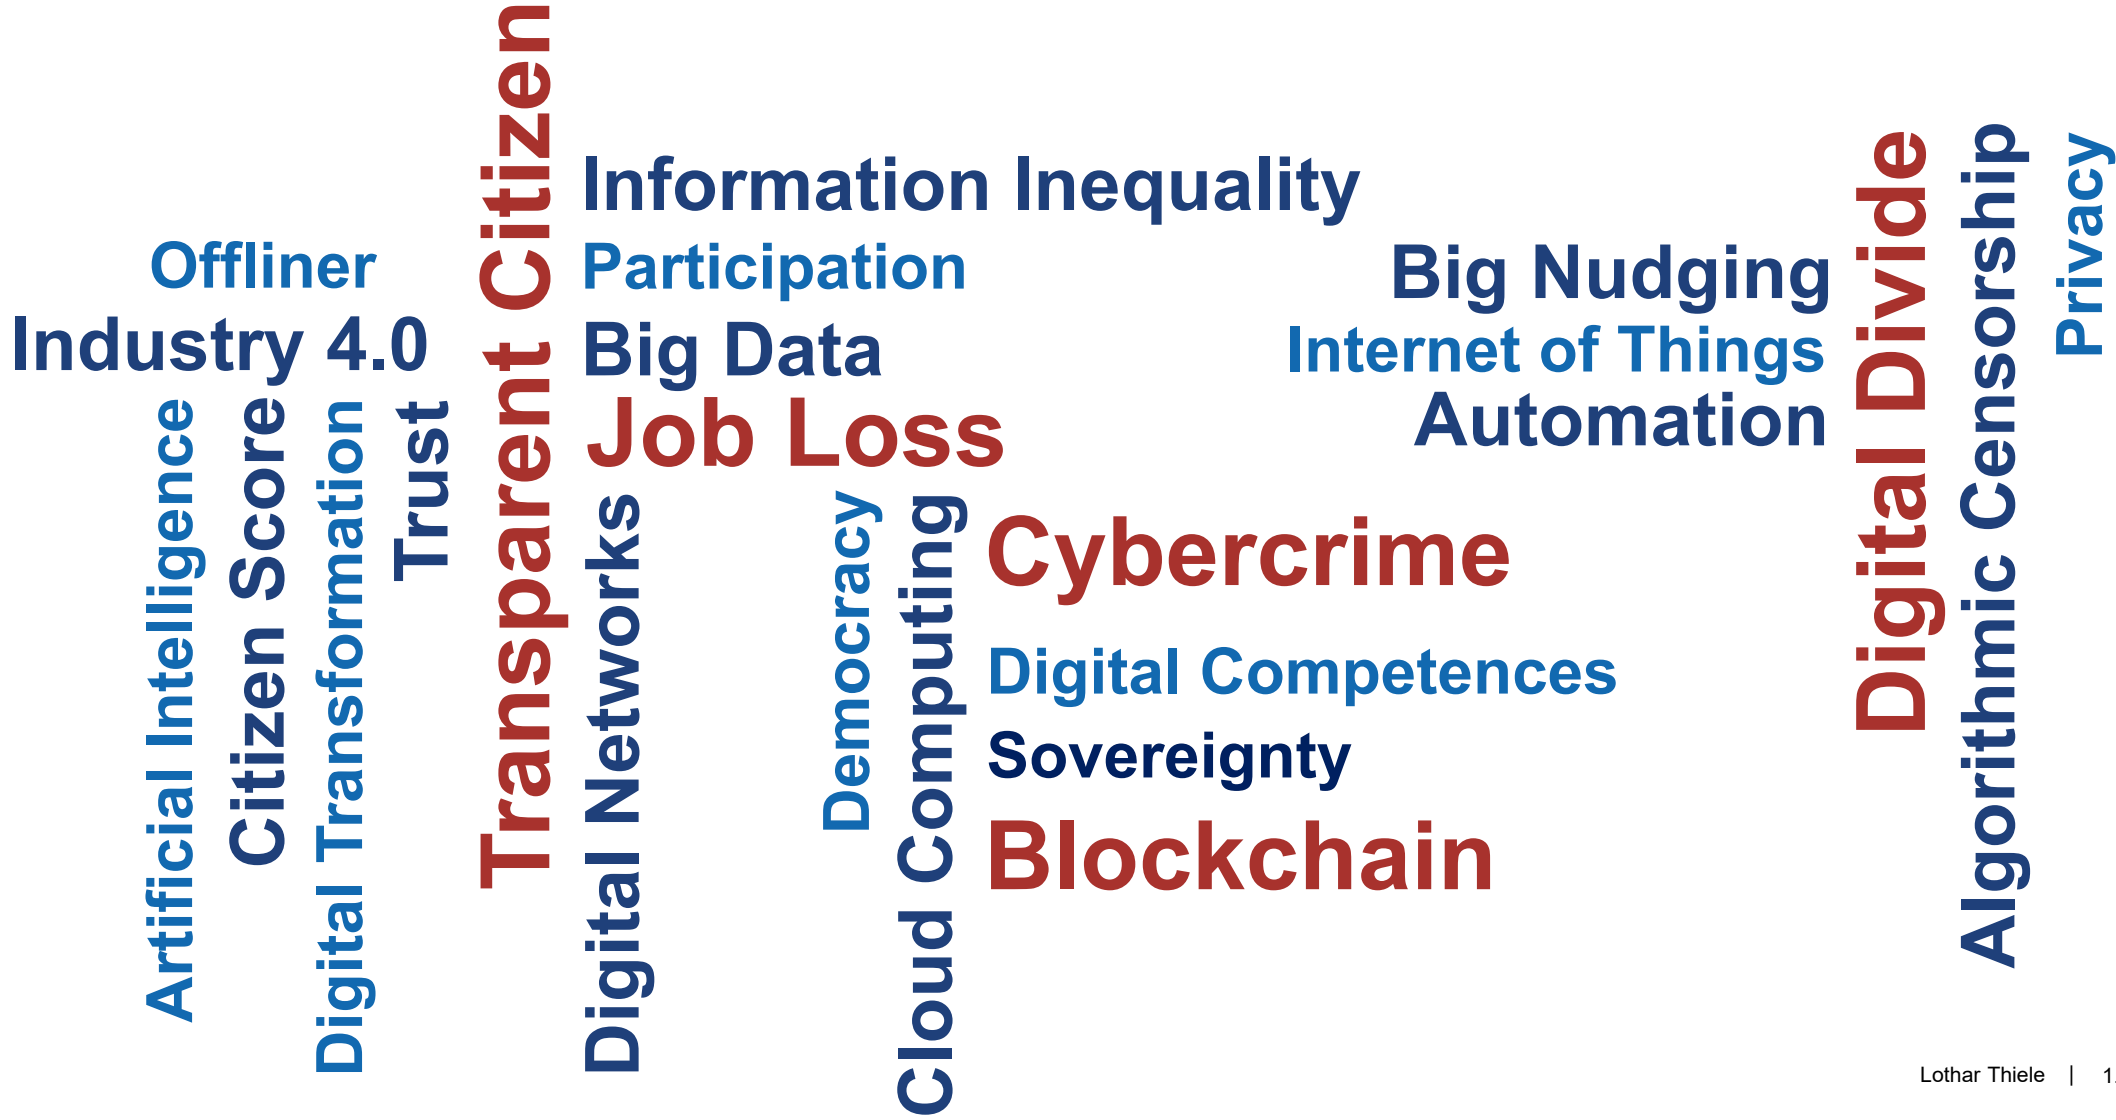 Transparent Citizen
Information Inequality
Offliner
Participation
Industry 4.0
Big Data
Job Loss
Artificial Intelligence
Citizen Score
Digital Transformation
Trust
Digital Networks
Democracy
Cloud Computing
Cybercrime
Digital Competences
Sovereignty
Blockchain
Big Nudging
Internet of Things
Automation
Digital Divide
Algorithmic Censorship
Privacy
Lothar Thiele | 1.